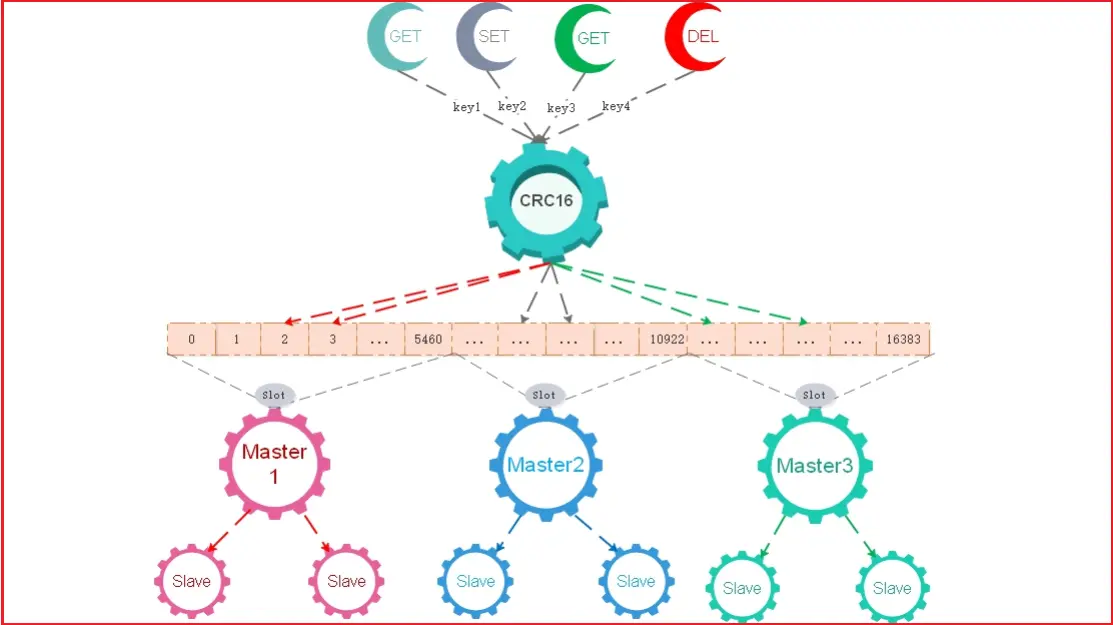 GET SET GET DEL
key1 key2 key3 key4
CRC16
0 1 2 3 ... 5460 ... ... ... ... 10922 ... ... ... ... 16383
Slot Slot Slot
Master
1
Master2 Master3
Slave Slave Slave Slave Slave Slave